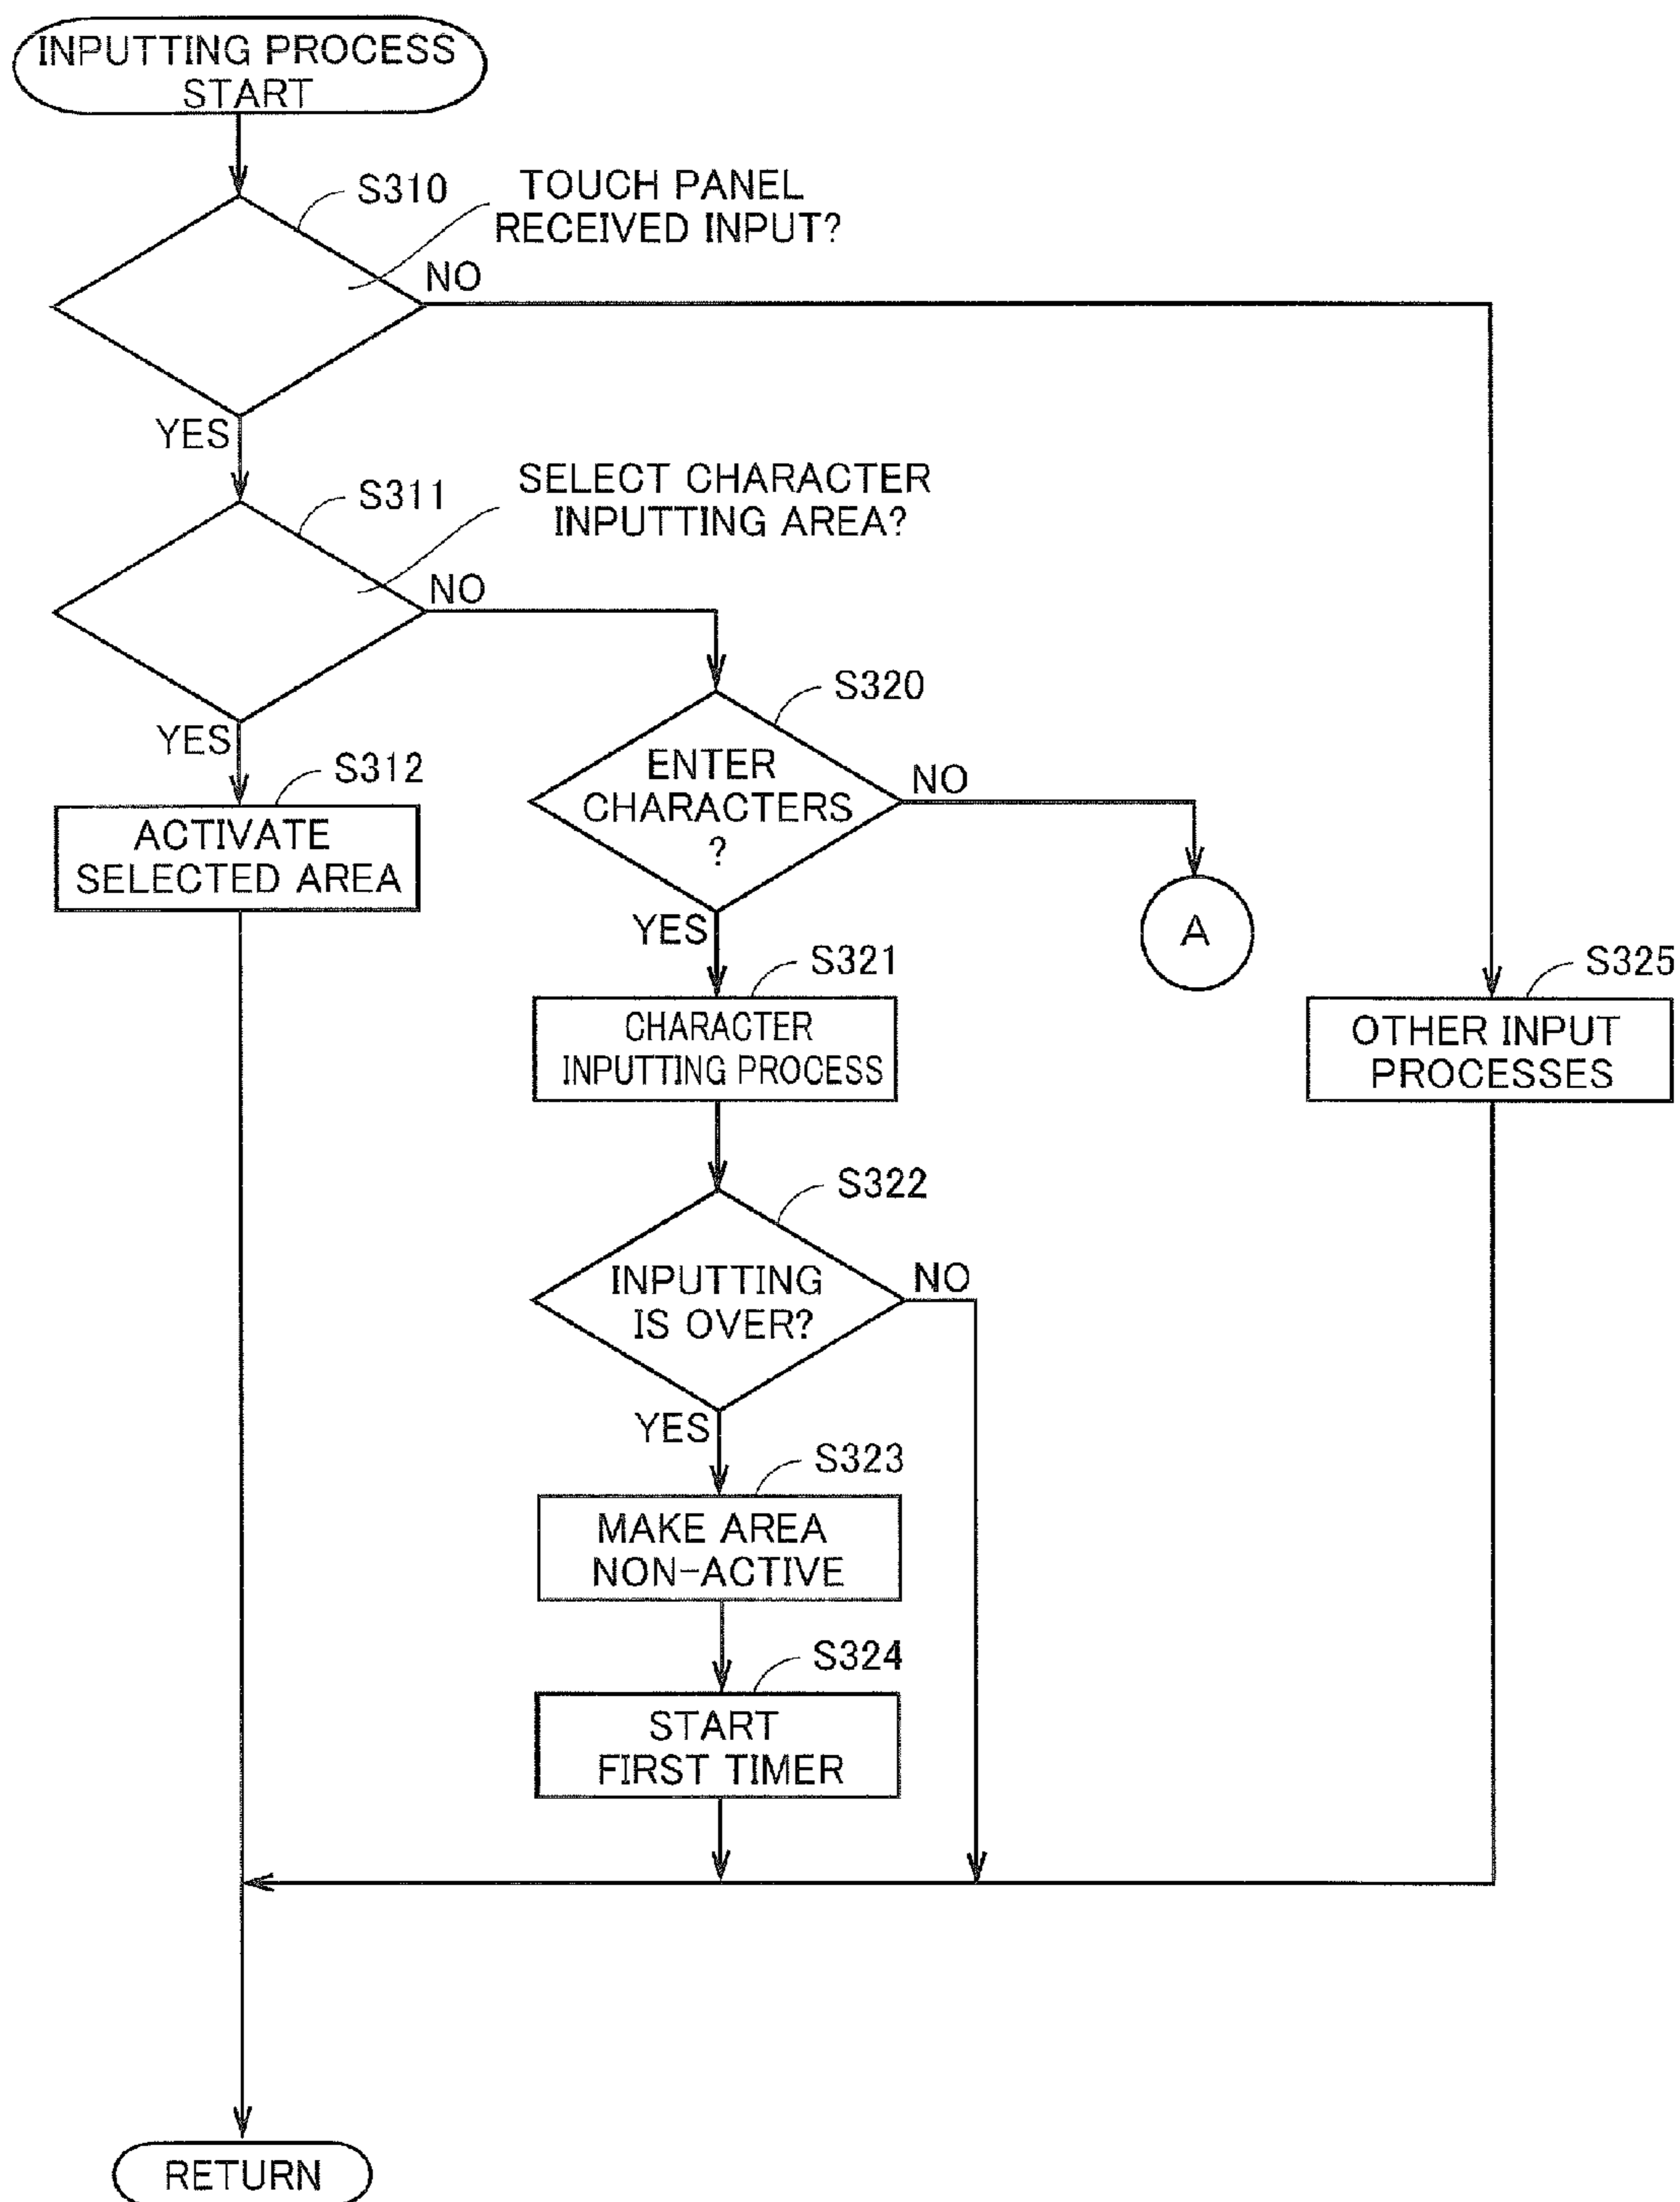 INPUTTING PROCESS
START
S310
TOUCH PANEL
RECEIVED INPUT?
NO
YES
S311
SELECT CHARACTER
INPUTTING AREA?
NO
YES
S312
ACTIVATE
SELECTED AREA
S320
ENTER
CHARACTERS
?
NO
A
YES
S321
CHARACTER
INPUTTING PROCESS
S325
OTHER INPUT
PROCESSES
S322
INPUTTING
IS OVER?
NO
YES
S323
MAKE AREA
NON-ACTIVE
S324
START
FIRST TIMER
RETURN